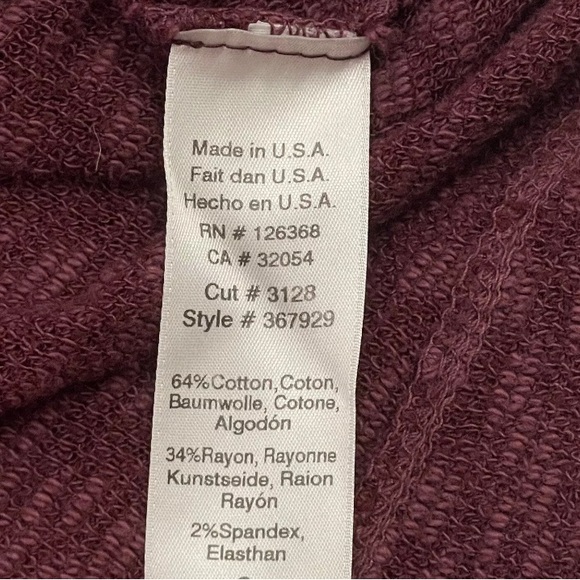 Made in U.S.A.
Fait dan U.S.A.
Hecho en U.S.A.
RN # 126368
CA # 32054
Cut # 3128
Style # 367929
64%Cotton,Coton,
Baumwolle, Cotone,
Algodón
34%Rayon, Rayonne
Kunstseide, Raion
Rayón
2%Spandex,
Elasthan